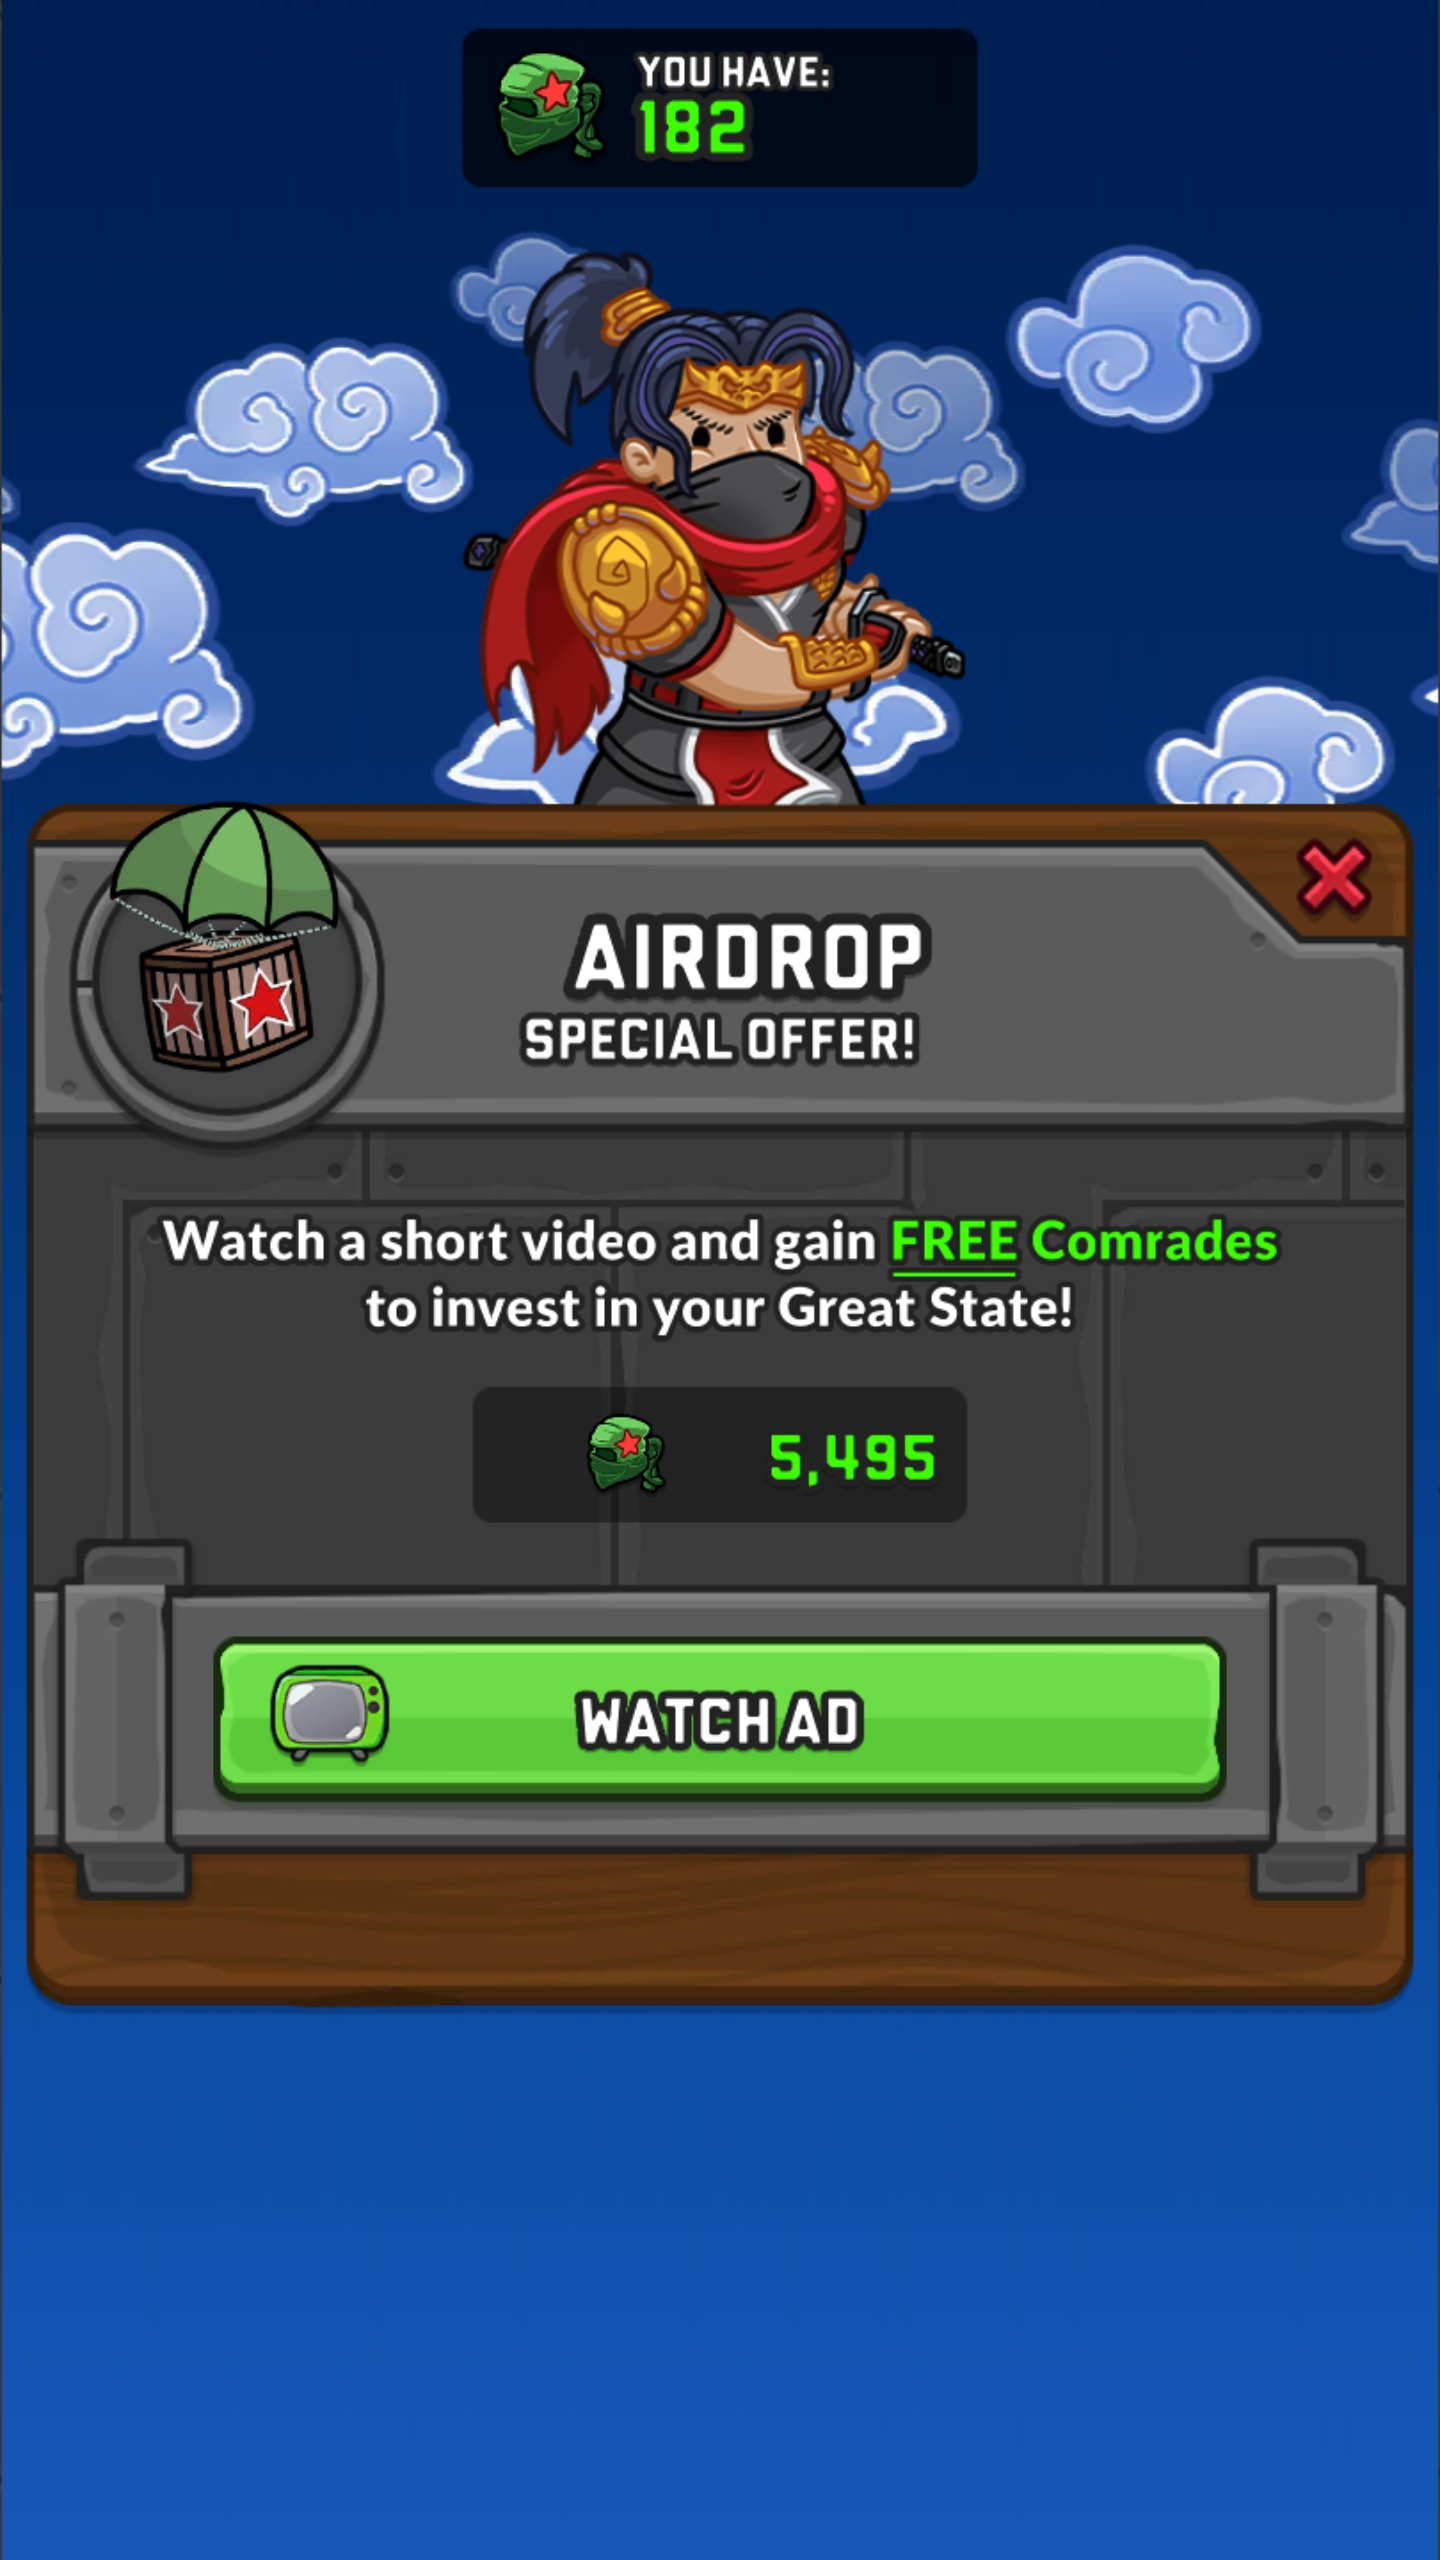 YOU HAVE:
182
AIRDROP
SPECIAL OFFER!
Watch a short video and gain FREE Comrades
to invest in your Great State!
5,495
WATCH AD